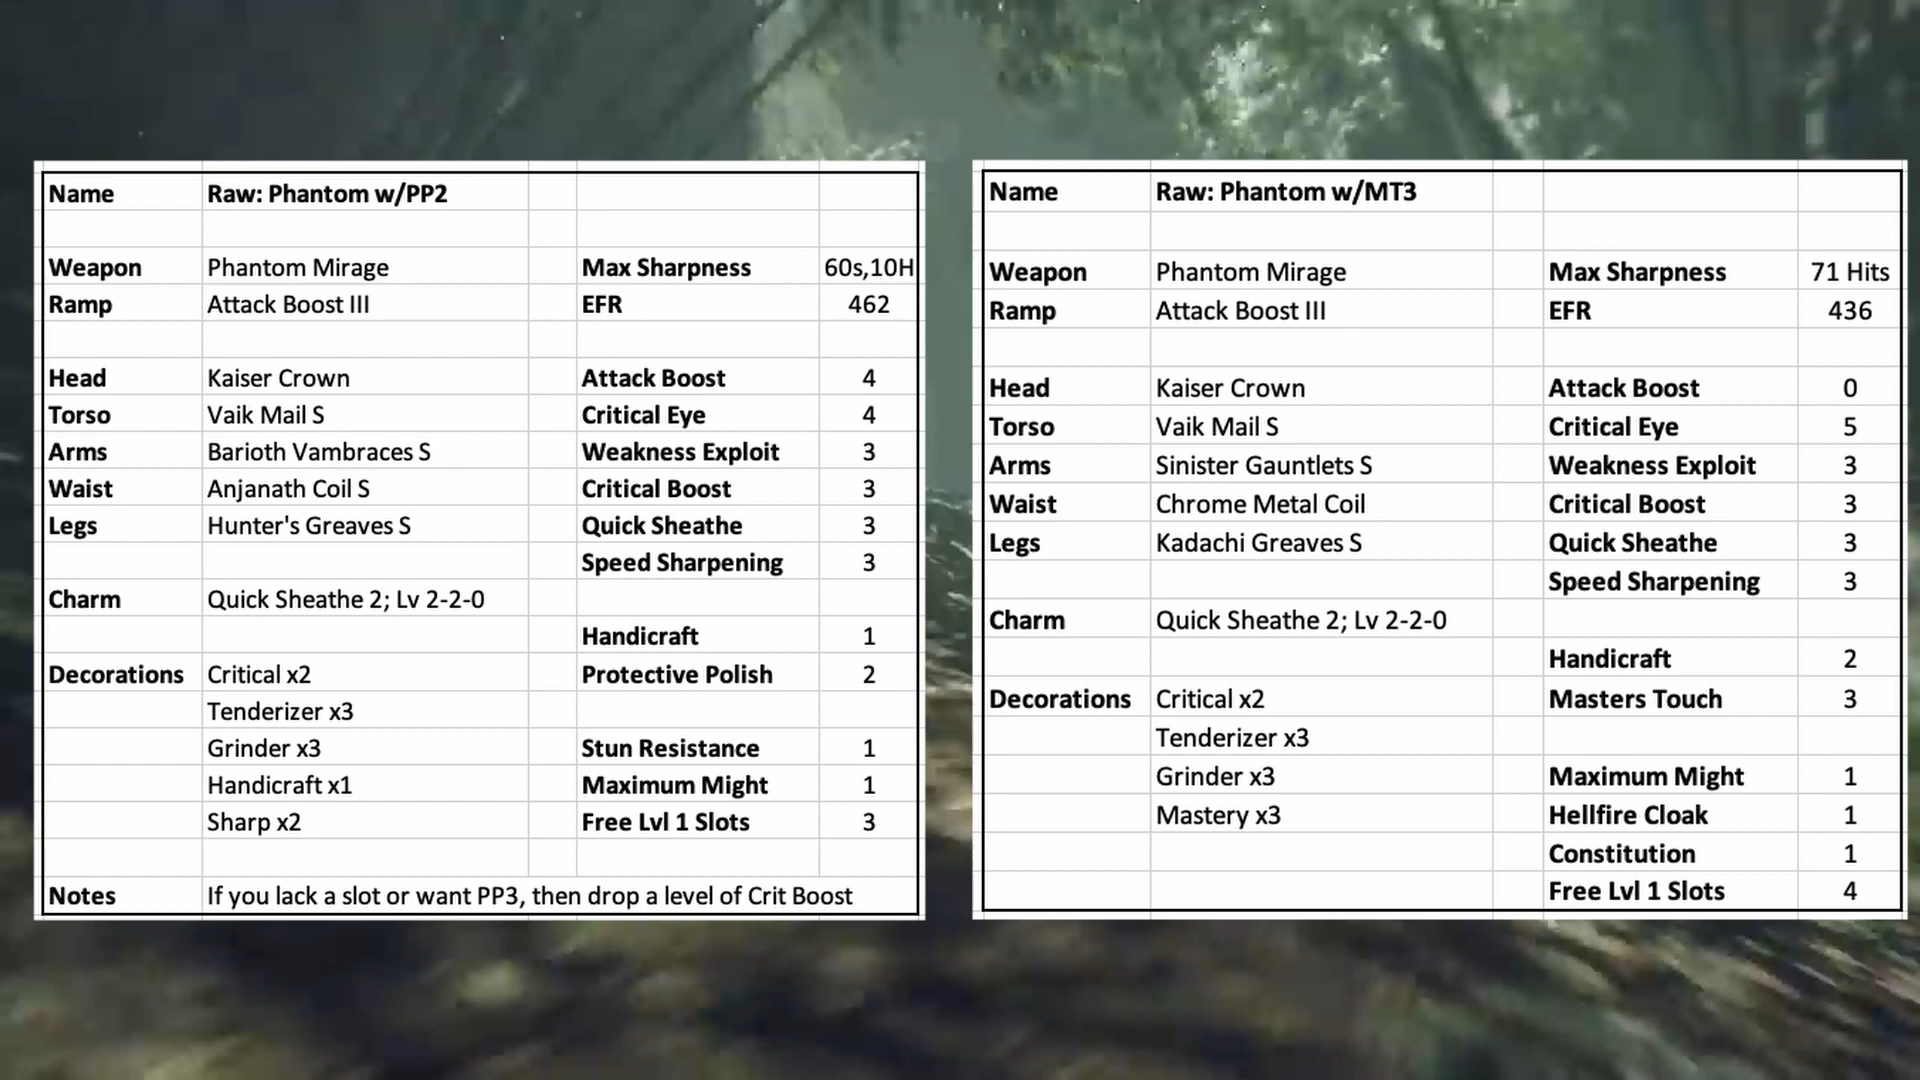 Name Raw: Phantom w/PP2
Weapon Phantom Mirage Max Sharpness 60s,10H
Ramp Attack Boost III EFR 462
Head Kaiser Crown Attack Boost 4
Torso Vaik Mail S Critical Eye 4
Arms Barioth Vambraces S Weakness Exploit 3
Waist Anjanath Coil S Critical Boost 3
Legs Hunter's Greaves S Quick Sheathe 3
Speed Sharpening 3
Charm Quick Sheathe 2; Lv 2-2-0
Handicraft 1
Decorations Critical x2 Protective Polish 2
Tenderizer x3
Grinder x3 Stun Resistance 1
Handicraft x1 Maximum Might 1
Sharp x2 Free Lvl 1 Slots 3
Notes If you lack a slot or want PP3, then drop a level of Crit Boost
Name Raw: Phantom w/MT3
Weapon Phantom Mirage Max Sharpness 71 Hits
Ramp Attack Boost III EFR 436
Head Kaiser Crown Attack Boost 0
Torso Vaik Mail S Critical Eye 5
Arms Sinister Gauntlets S Weakness Exploit 3
Waist Chrome Metal Coil Critical Boost 3
Legs Kadachi Greaves S Quick Sheathe 3
Speed Sharpening 3
Charm Quick Sheathe 2; Lv 2-2-0
Handicraft 2
Decorations Critical x2 Masters Touch 3
Tenderizer x3
Grinder x3 Maximum Might 1
Mastery x3 Hellfire Cloak 1
Constitution 1
Free Lvl 1 Slots 4